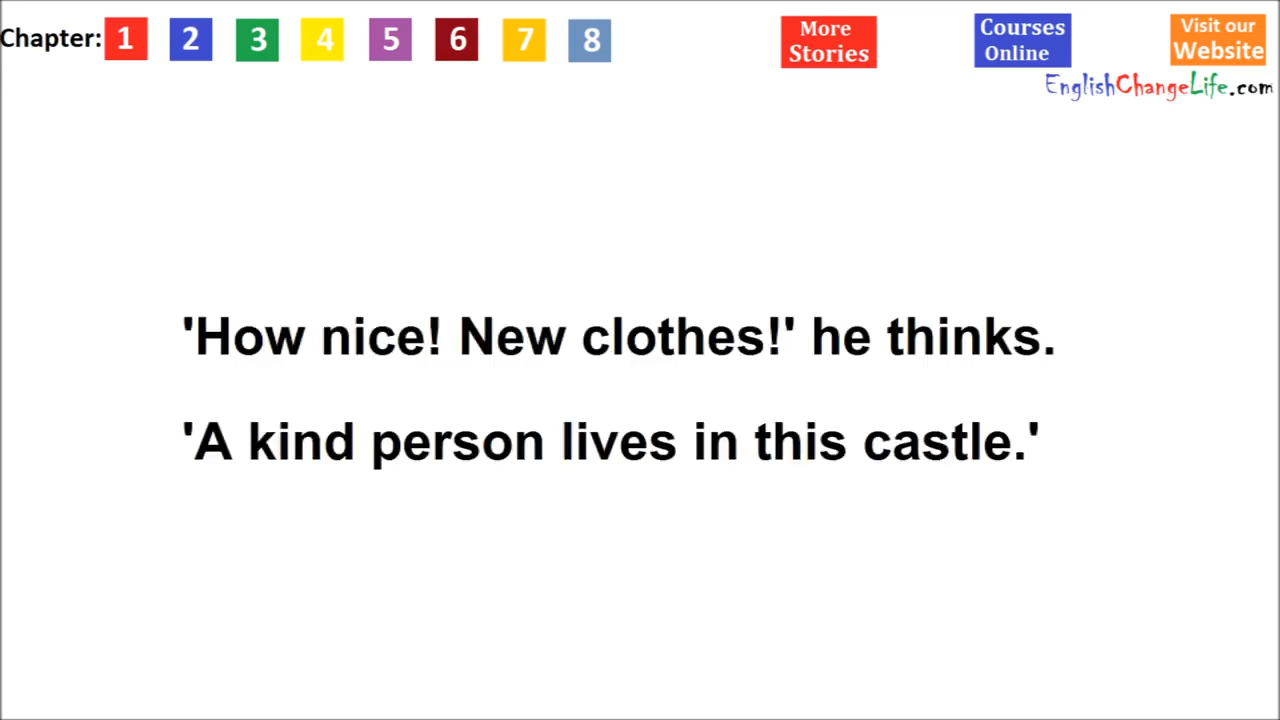 Chapter: 1 2 3 4 5 6 7 8
More
Stories
Courses
Online
Visit our
Website
EnglishChangeLife.com
'How nice! New clothes!' he thinks.
'A kind person lives in this castle.'